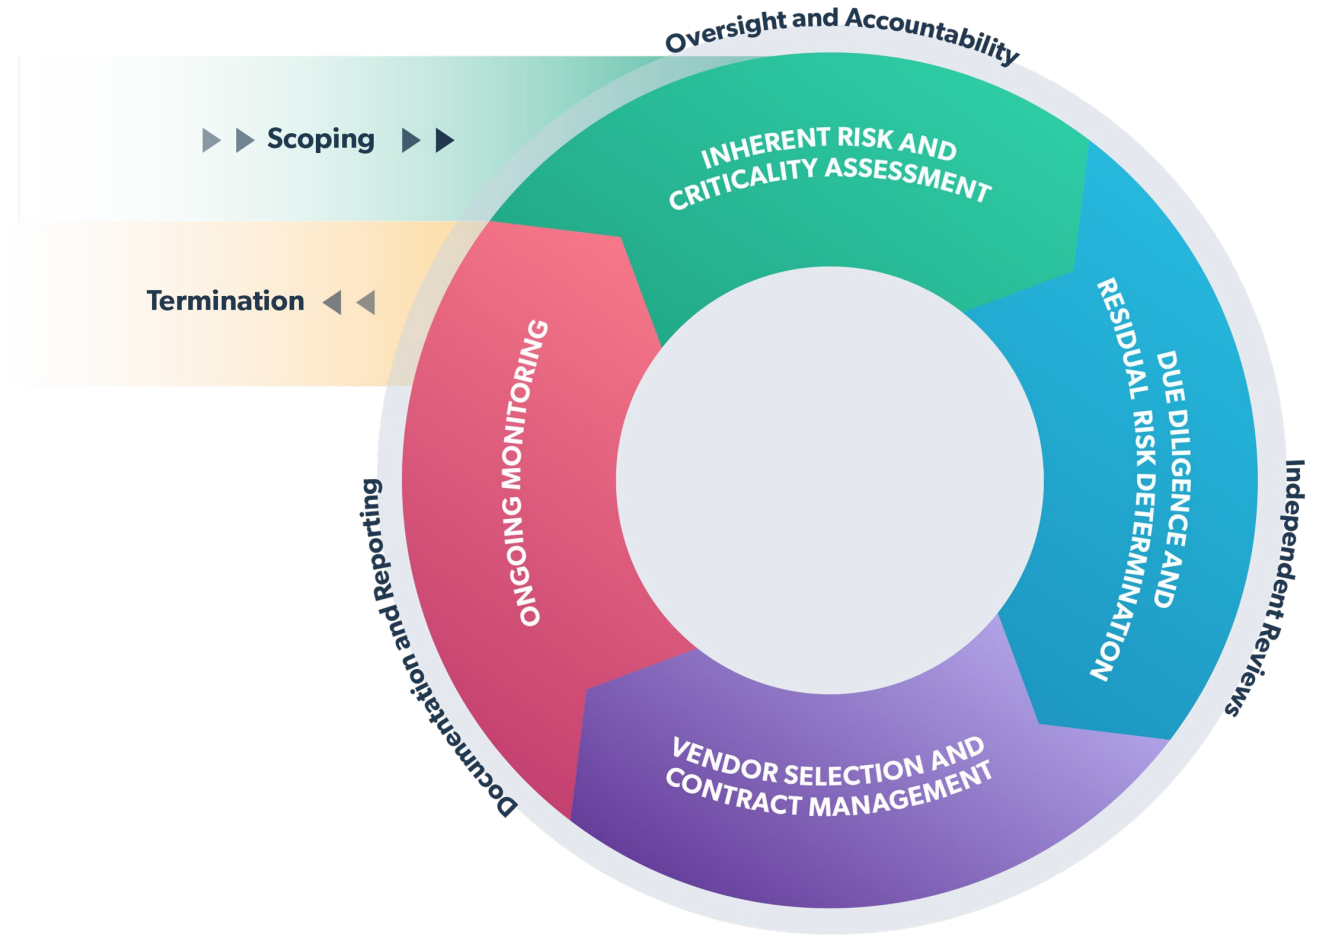 Oversight and Accountability
Scoping
INHERENT RISK AND
CRITICALITY ASSESSMENT
Termination
DUE DILIGENCE AND
RESIDUAL RISK DETERMINATION
Independent Reviews
VENDOR SELECTION AND
CONTRACT MANAGEMENT
ONGOING MONITORING
Documentation and Reporting